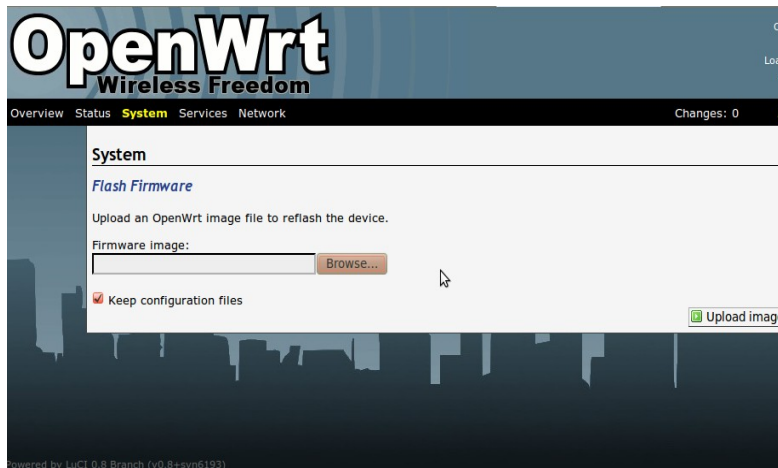 OpenWrt
Wireless Freedom
Loa
Overview Status System Services Network Changes: 0
System
Flash Firmware
Upload an OpenWrt image file to reflash the device.
Firmware image:
Browse...
Keep configuration files
Upload imag
Powered by LuCI 0.8 Branch (v0.8+svn6193)